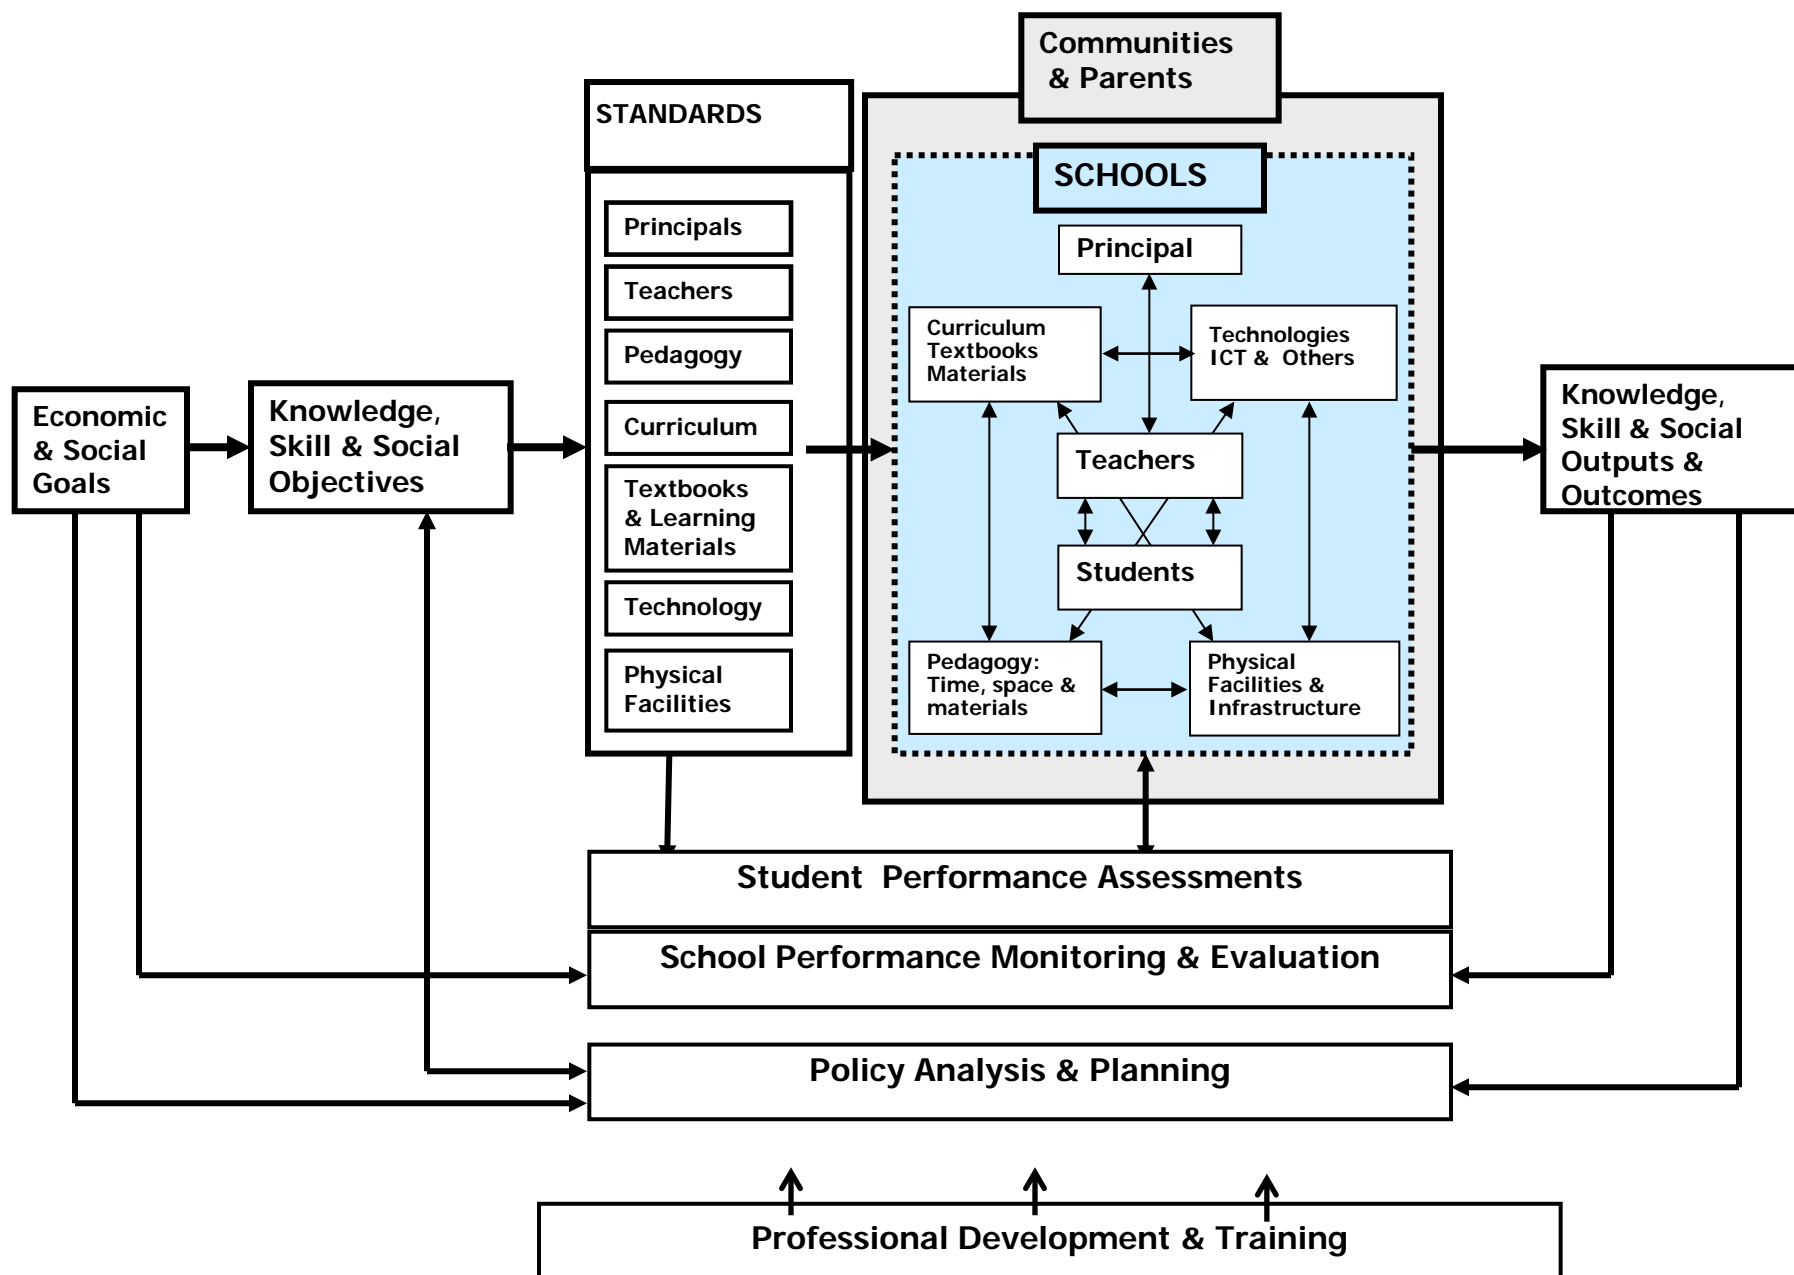 Communities
& Parents
STANDARDS
SCHOOLS
Principals
Teachers
Pedagogy
Curriculum
Textbooks
& Learning
Materials
Technology
Physical
Facilities
Principal
Curriculum
Textbooks
Materials
Technologies
ICT & Others
Teachers
Students
Pedagogy:
Time, space &
materials
Physical
Facilities &
Infrastructure
Economic
& Social
Goals
Knowledge,
Skill & Social
Objectives
Knowledge,
Skill & Social
Outputs &
Outcomes
Student Performance Assessments
School Performance Monitoring & Evaluation
Policy Analysis & Planning
Professional Development & Training